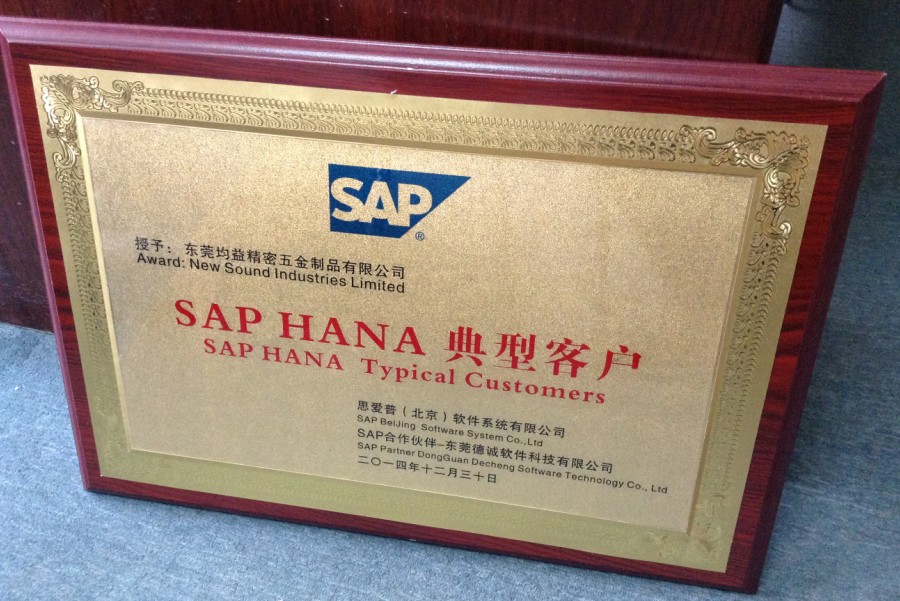 SAP®
授予：东莞均益精密五金制品有限公司
Award: New Sound Industries Limited
SAP HANA 典型客户
SAP HANA Typical Customers
思爱普（北京）软件系统有限公司
SAP BeiJing Software System Co.,Ltd
SAP合作伙伴–东莞德诚软件科技有限公司
SAP Partner DongGuan Decheng Software Technology Co., Ltd
二〇一四年十二月三十日